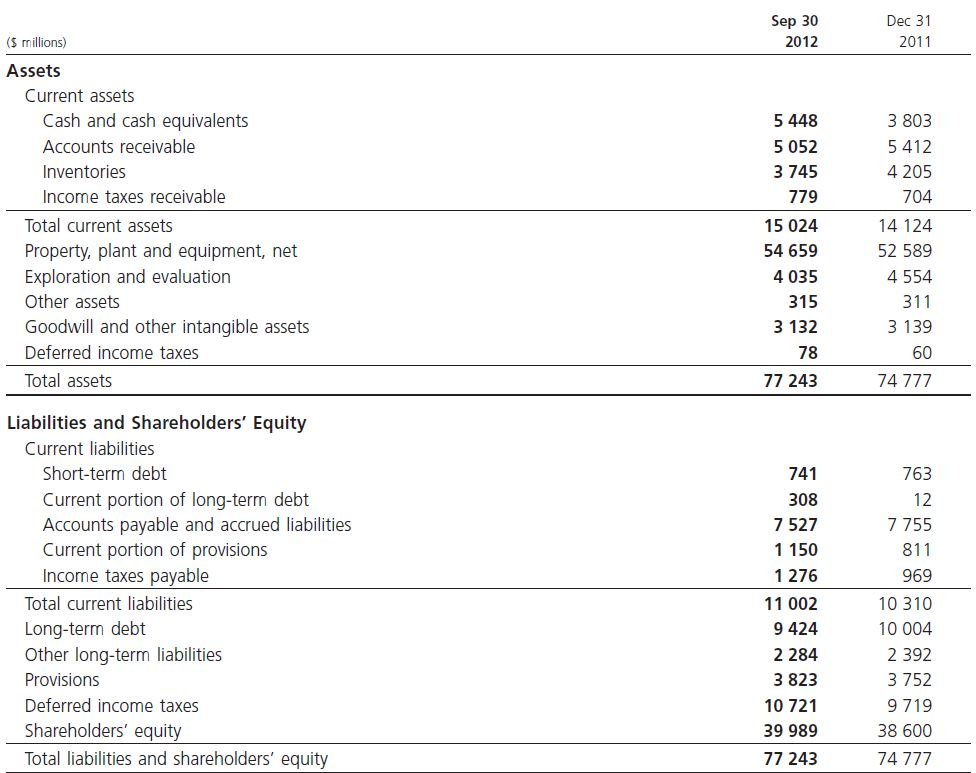 Sep 30 Dec 31
($ millions) 2012 2011
Assets
Current assets
Cash and cash equivalents 5 448 3 803
Accounts receivable 5 052 5 412
Inventories 3 745 4 205
Income taxes receivable 779 704
Total current assets 15 024 14 124
Property, plant and equipment, net 54 659 52 589
Exploration and evaluation 4 035 4 554
Other assets 315 311
Goodwill and other intangible assets 3 132 3 139
Deferred income taxes 78 60
Total assets 77 243 74 777
Liabilities and Shareholders’ Equity
Current liabilities
Short-term debt 741 763
Current portion of long-term debt 308 12
Accounts payable and accrued liabilities 7 527 7 755
Current portion of provisions 1 150 811
Income taxes payable 1 276 969
Total current liabilities 11 002 10 310
Long-term debt 9 424 10 004
Other long-term liabilities 2 284 2 392
Provisions 3 823 3 752
Deferred income taxes 10 721 9 719
Shareholders’ equity 39 989 38 600
Total liabilities and shareholders’ equity 77 243 74 777